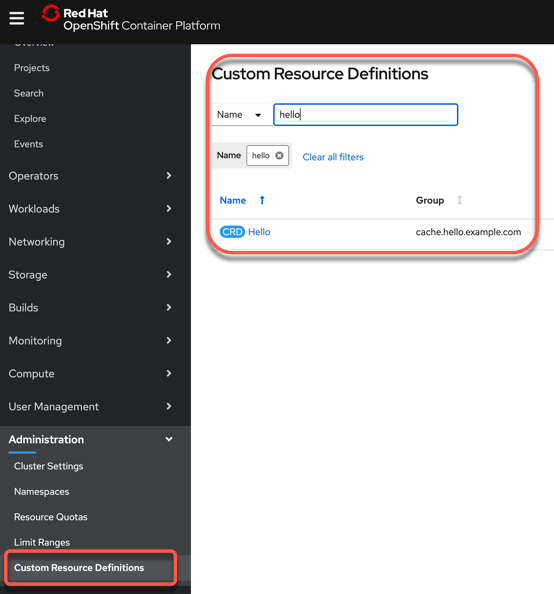 Red Hat
OpenShift Container Platform
Overview
Projects
Search
Explore
Events
Operators
Workloads
Networking
Storage
Builds
Monitoring
Compute
User Management
Administration
Cluster Settings
Namespaces
Resource Quotas
Limit Ranges
Custom Resource Definitions
Custom Resource Definitions
Name hello
Name hello Clear all filters
Name Group
CRD Hello cache.hello.example.com